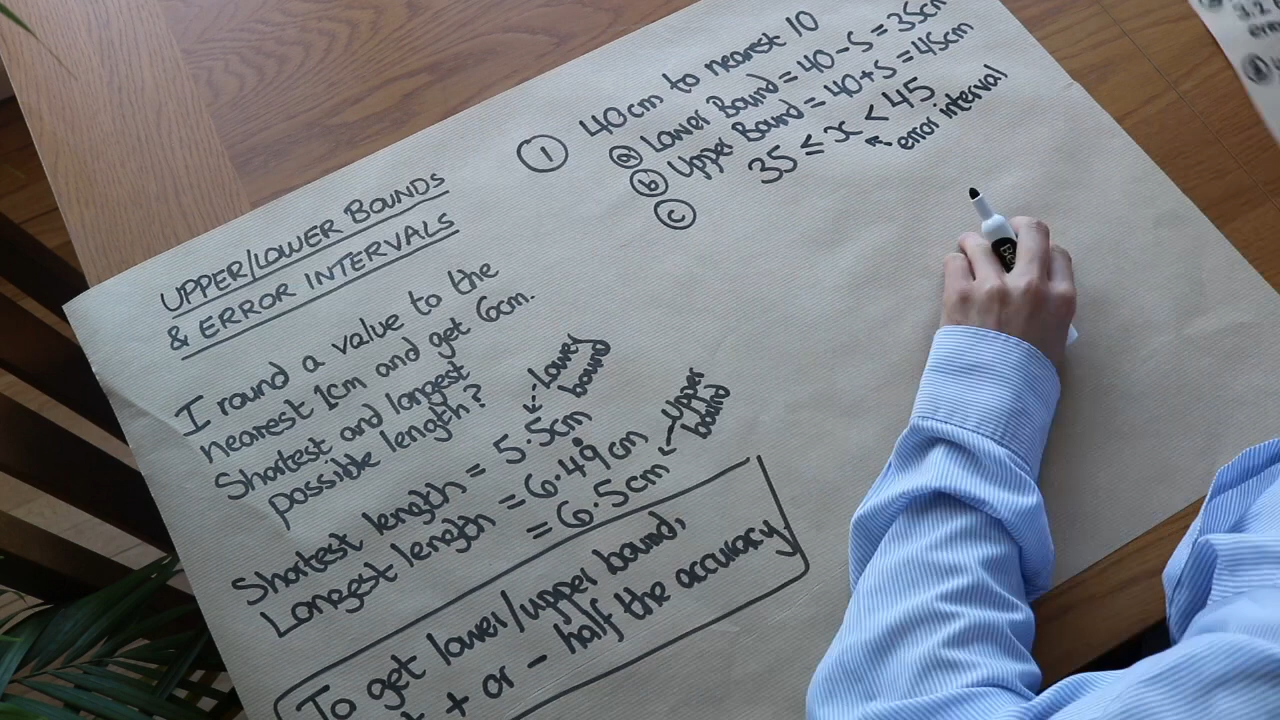 UPPER/LOWER BOUNDS
& ERROR INTERVALS
I round a value to the
nearest 1cm and get 6cm.
Shortest and longest
possible length?
Shortest length = 5.5cm ⇠ Lower bound
Longest length = 6.49̇cm
= 6.5cm ⇠ Upper bound
To get lower/upper bound,
+ or - half the accuracy.
① 40cm to nearest 10
ⓐ Lower Bound = 40-5 = 35cm
ⓑ Upper Bound = 40+5 = 45cm
ⓒ 35 ≤ x < 45
↖ error interval